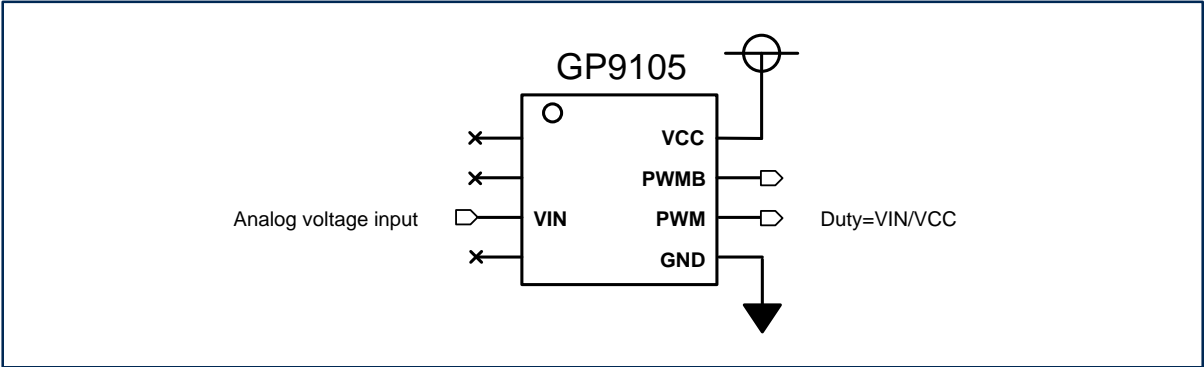 GP9105
VCC
PWMB
Analog voltage input
VIN
PWM
Duty=VIN/VCC
GND